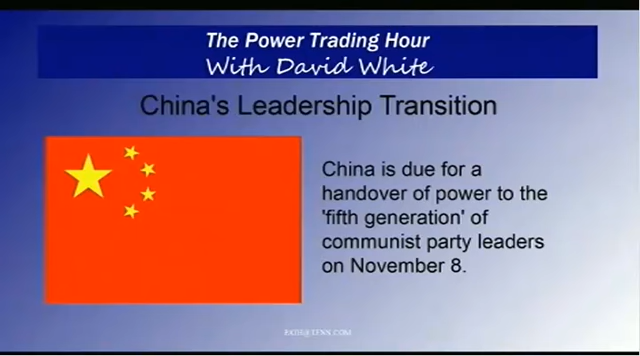 The Power Trading Hour
With David White
China's Leadership Transition
China is due for a
handover of power to the
'fifth generation' of
communist party leaders
on November 8.